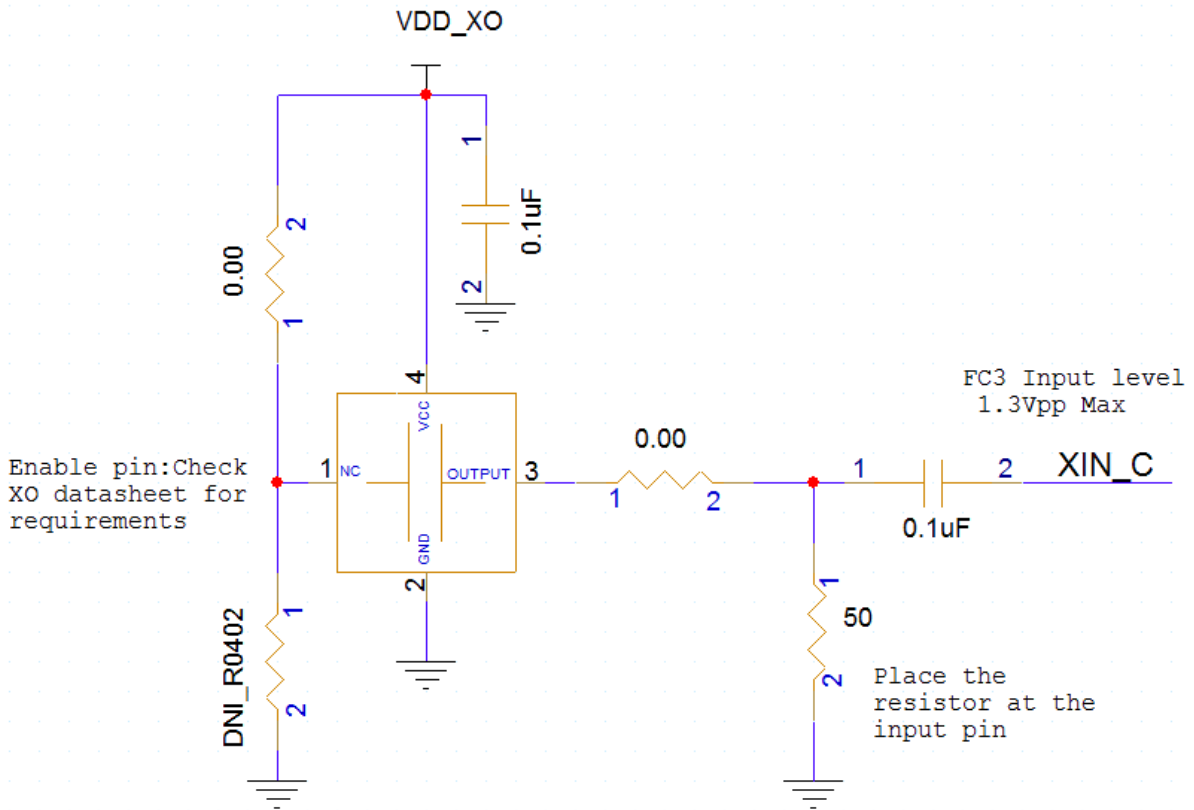 VDD_XO
1
0.1uF
2
2
0.00
1
4
VCC
FC3 Input level
1.3Vpp Max
Enable pin:Check
XO datasheet for
requirements
1
NC
OUTPUT
3
0.00
1
2
1
2
XIN_C
0.1uF
GND
2
1
DNI_R0402
2
1
50
2
Place the
resistor at the
input pin